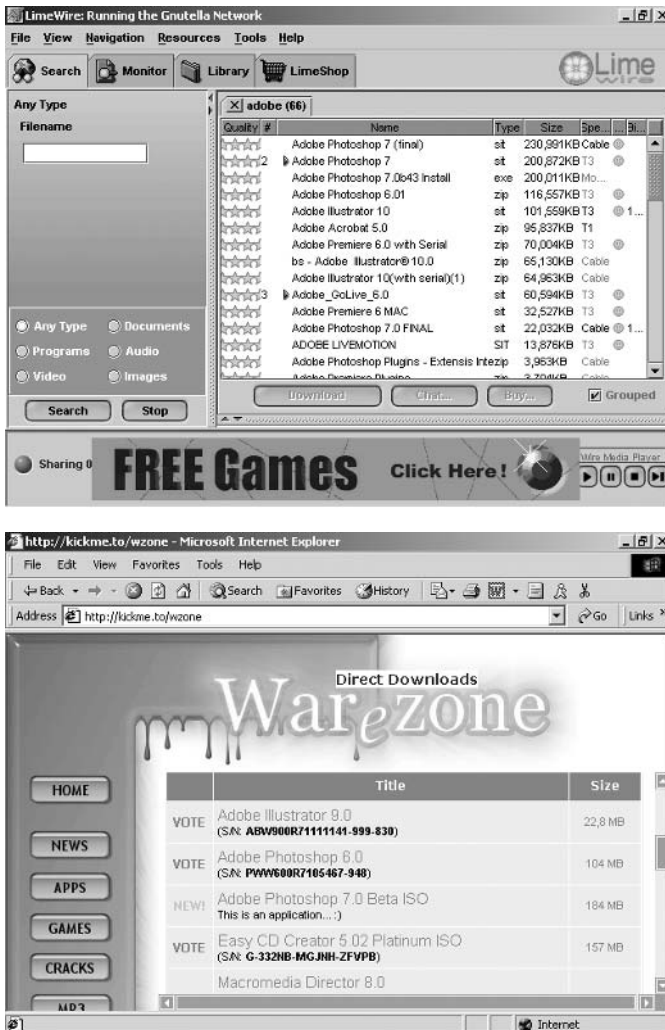 LimeWire: Running the Gnutella Network
File View Navigation Resources Tools Help
Search Monitor Library LimeShop
Lime
wire
Any Type
Filename
adobe (66)
Quality # Name Type Size Spe... ... Bi...
Adobe Photoshop 7 (final) sit 230,991KB Cable
2 Adobe Photoshop 7 sit 200,872KB T3
Adobe Photoshop 7.0b43 Install exe 200,011KB Mo...
Adobe Photoshop 6.01 zip 116,557KB T3
Adobe Illustrator 10 sit 101,559KB T3 1...
Adobe Acrobat 5.0 zip 95,837KB T1
Adobe Premiere 6.0 with Serial zip 70,004KB T3
bs - Adobe Illustrator® 10.0 zip 65,130KB Cable
Adobe Illustrator 10(with serial)(1) zip 64,963KB Cable
3 Adobe_GoLive_6.0 sit 60,594KB T3
Adobe Premiere 6 MAC sit 32,527KB T3
Adobe Photoshop 7.0 FINAL sit 22,032KB Cable 1...
ADOBE LIVEMOTION SIT 13,876KB T3
Adobe Photoshop Plugins - Extensis Inte zip 3,963KB Cable
Any Type Documents
Programs Audio
Video Images
Search Stop
Download Chat... Buy... Grouped
Sharing 0
FREE Games Click Here!
Wire Media Player
http://kickme.to/wzone - Microsoft Internet Explorer
File Edit View Favorites Tools Help
Back Search Favorites History
Address http://kickme.to/wzone Go Links
Direct Downloads
Warezone
HOME
NEWS
APPS
GAMES
CRACKS
MP3
Title Size
VOTE Adobe Illustrator 9.0 22,8 MB
(S/N: ABW900R71111141-999-830)
VOTE Adobe Photoshop 6.0 104 MB
(S/N: PWW600R7105467-948)
NEW! Adobe Photoshop 7.0 Beta ISO 184 MB
This is an application... :)
VOTE Easy CD Creator 5.02 Platinum ISO 157 MB
(S/N: G-332NB-MGJNH-ZFVPB)
Macromedia Director 8.0
Internet